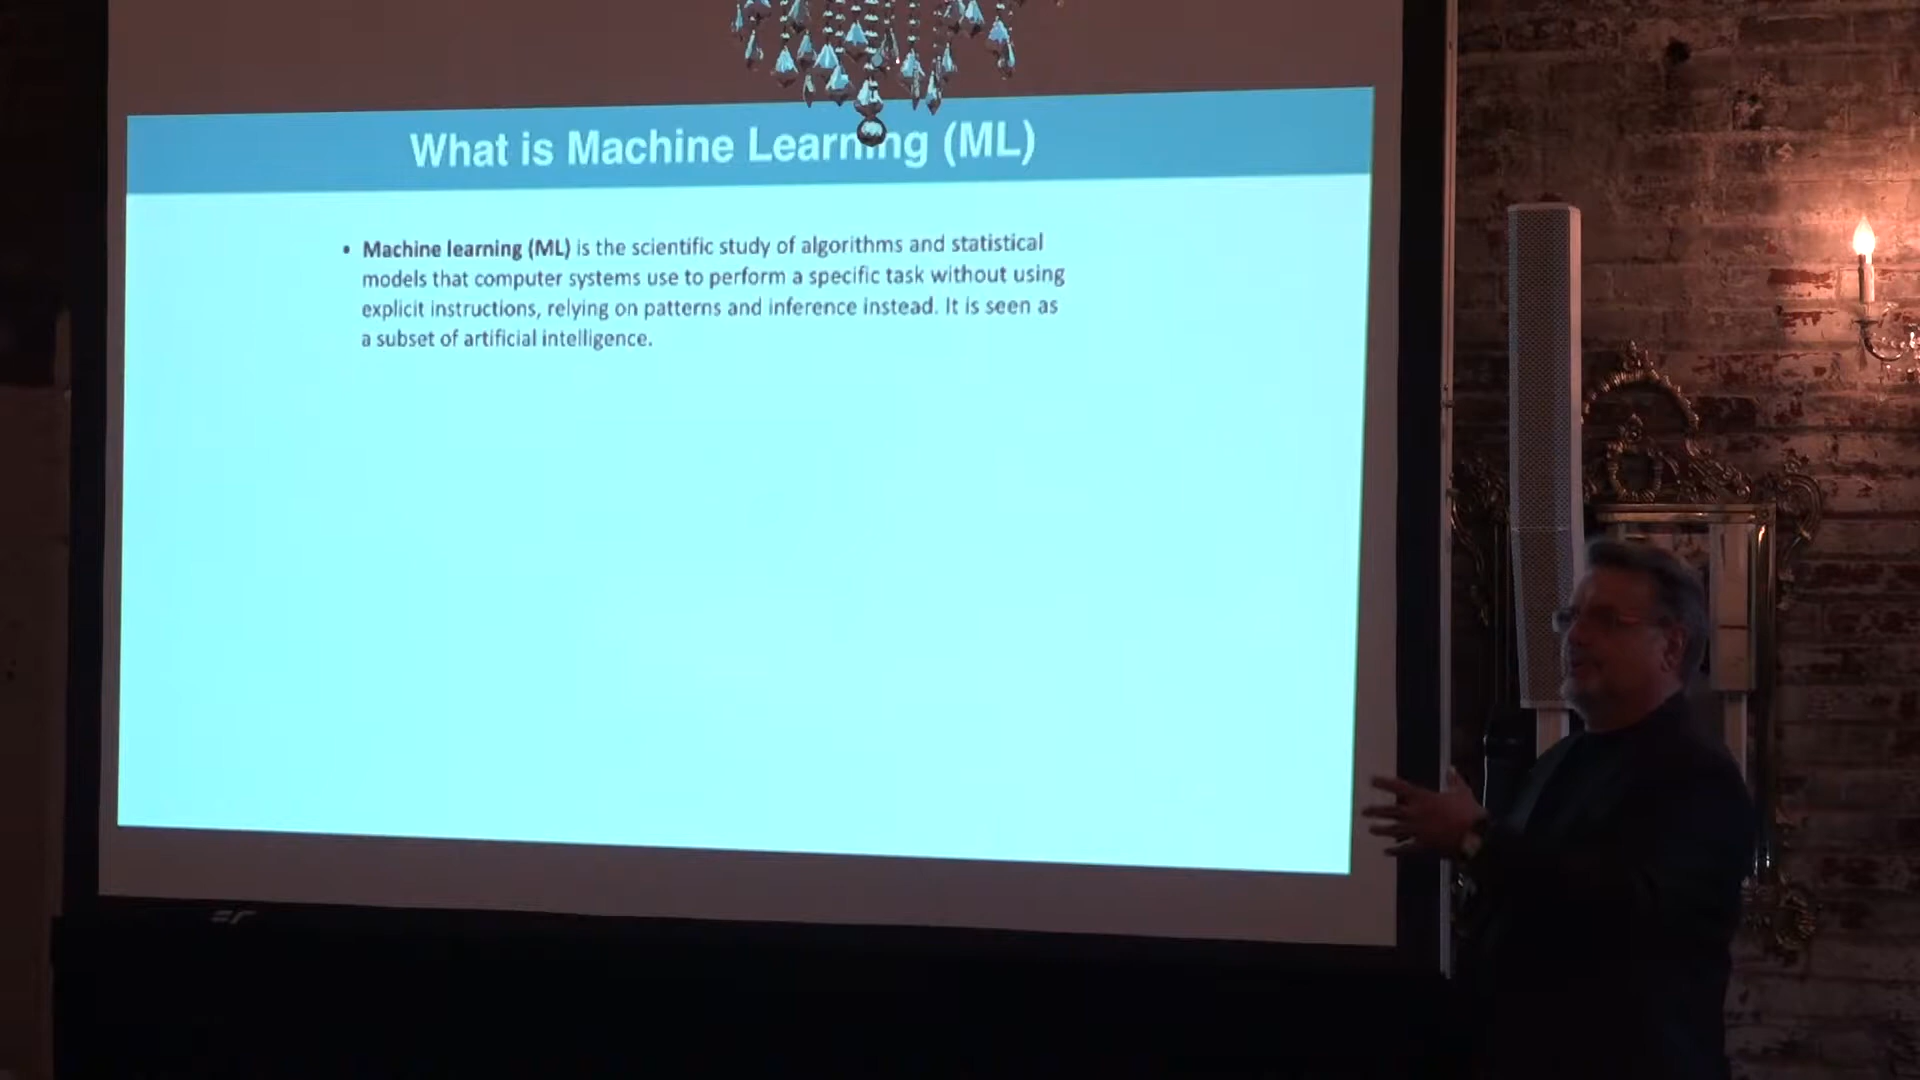 What is Machine Learning (ML)
• Machine learning (ML) is the scientific study of algorithms and statistical
models that computer systems use to perform a specific task without using
explicit instructions, relying on patterns and inference instead. It is seen as
a subset of artificial intelligence.